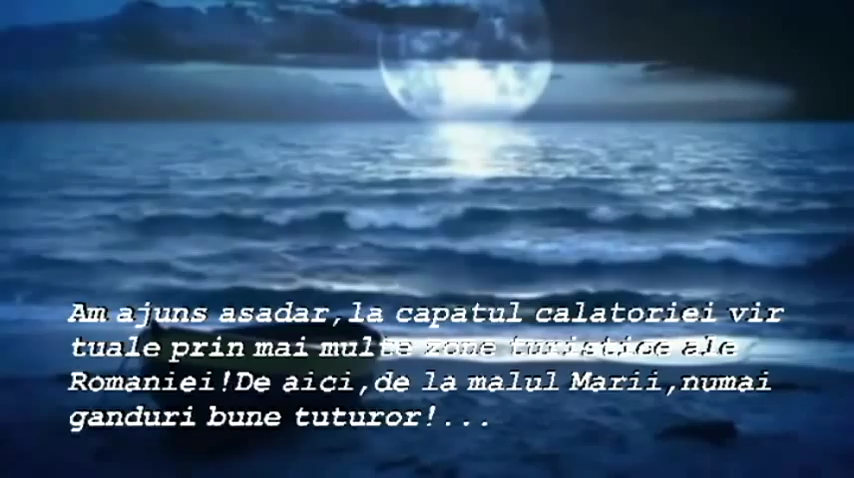 Am ajuns asadar,la capatul calatoriei vir
tuale prin mai multe zone turistice ale
Romaniei!De aici,de la malul Marii,numai
ganduri bune tuturor!...